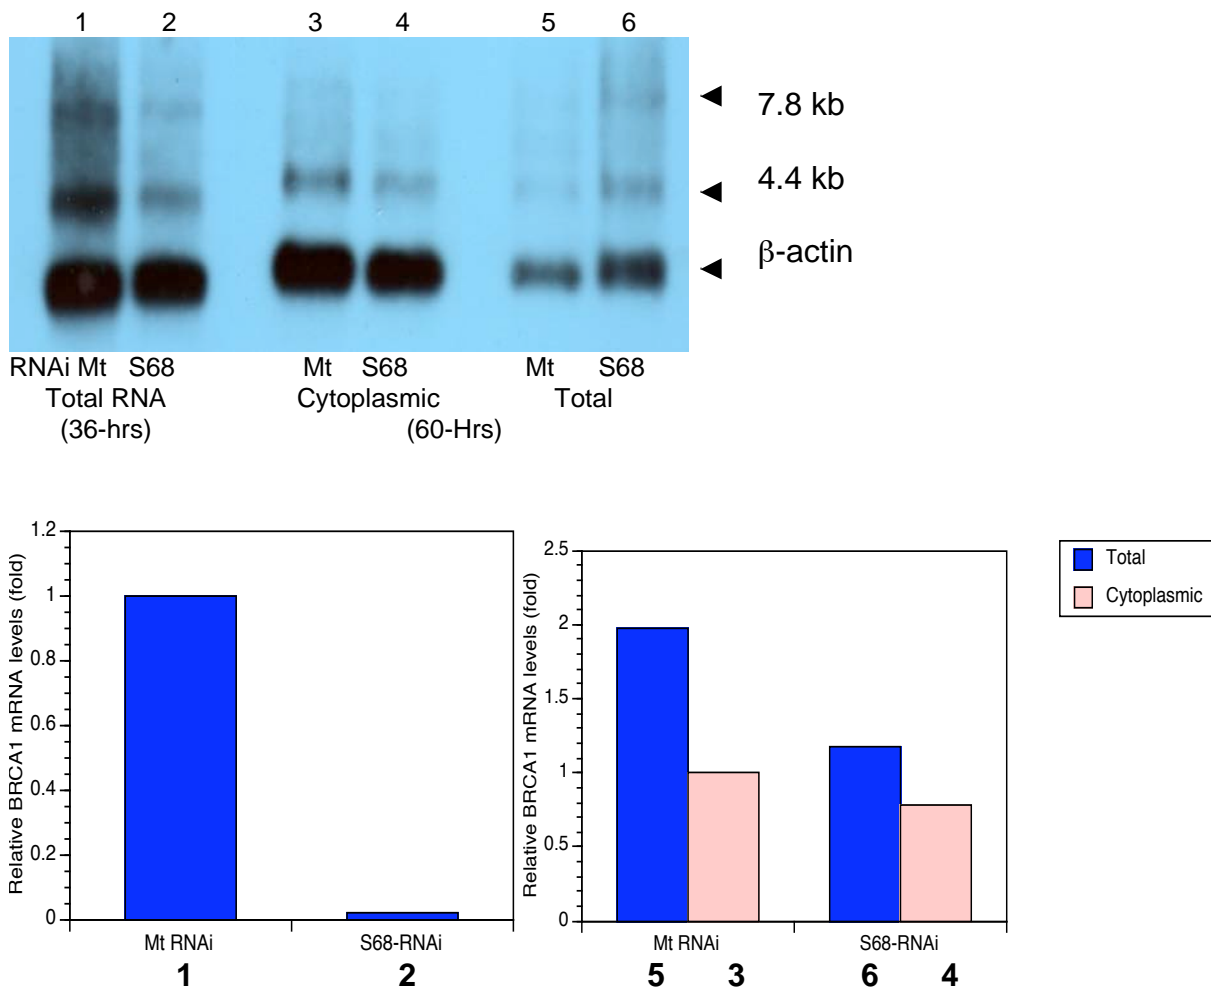 1 2 3 4 5 6
7.8 kb
4.4 kb
β-actin
RNAi Mt S68 Mt S68 Mt S68
Total RNA Cytoplasmic Total
(36-hrs) (60-Hrs)
Relative BRCA1 mRNA levels (fold)
1.2
1
0.8
0.6
0.4
0.2
0
Mt RNAi S68-RNAi
1 2
Relative BRCA1 mRNA levels (fold)
2.5
2
1.5
1
0.5
0
Mt RNAi S68-RNAi
5 3 6 4
Total
Cytoplasmic